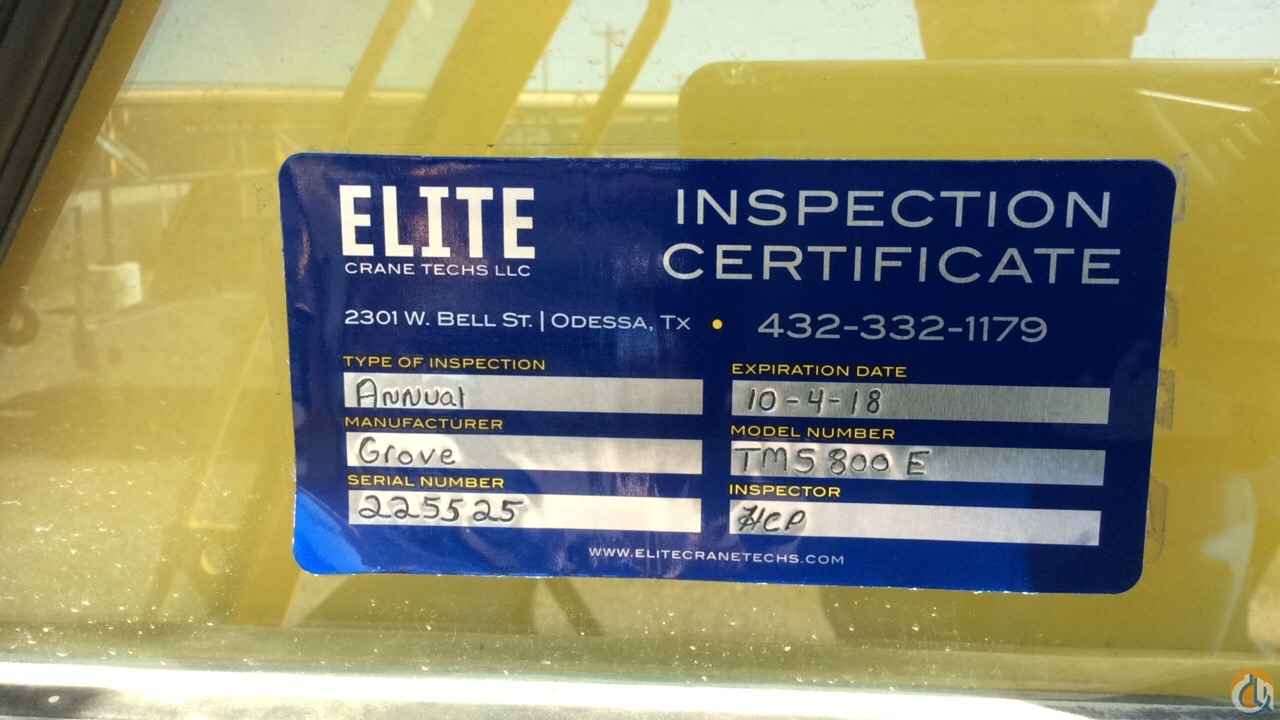 ELITE
CRANE TECHS LLC
INSPECTION
CERTIFICATE
2301 W. BELL ST. | ODESSA, TX • 432-332-1179
TYPE OF INSPECTION
Annual
EXPIRATION DATE
10-4-18
MANUFACTURER
Grove
MODEL NUMBER
TMS 800 E
SERIAL NUMBER
225525
INSPECTOR
HCP
WWW.ELITECRANETECHS.COM